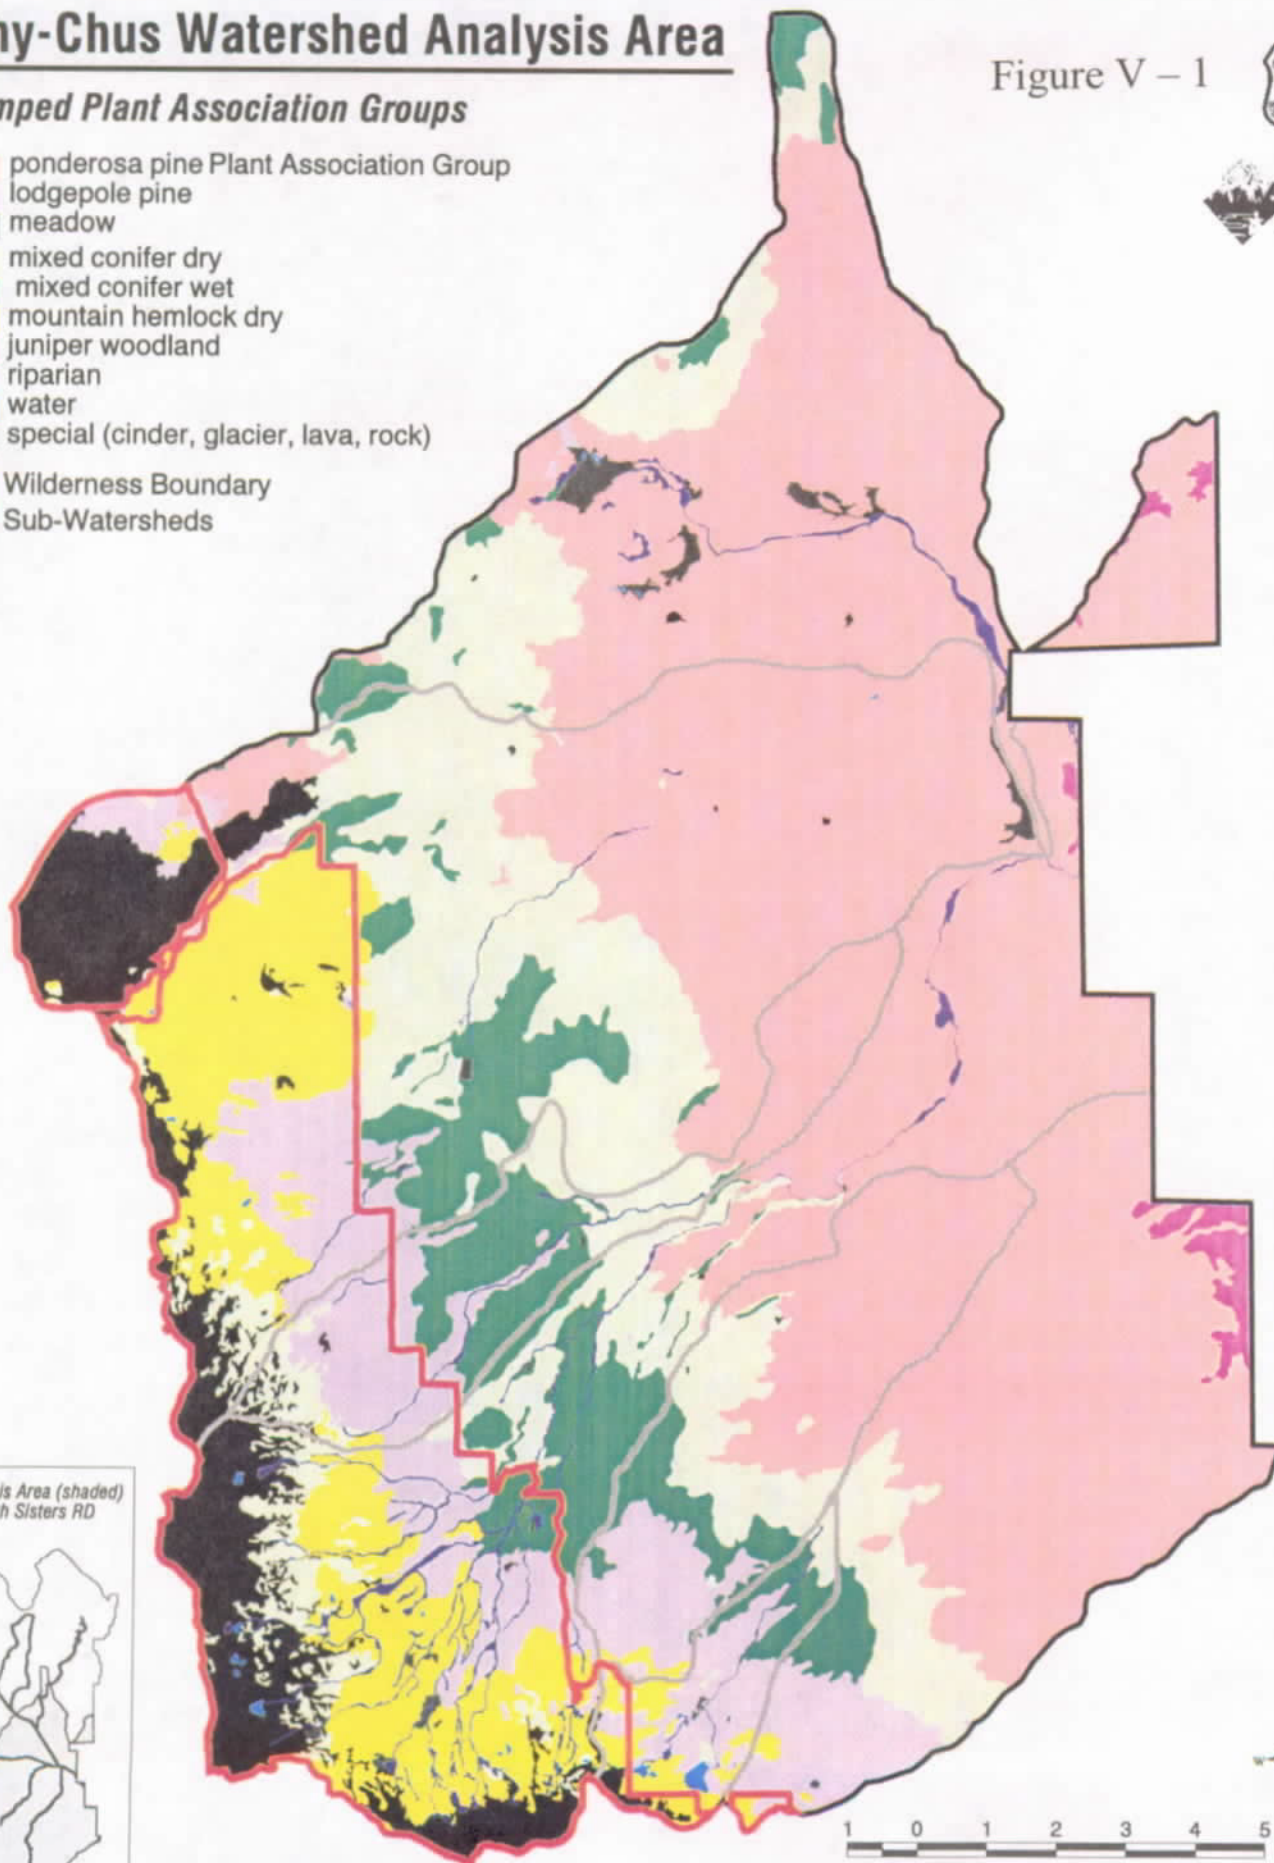 ny-Chus Watershed Analysis Area
Figure V – 1
mped Plant Association Groups
ponderosa pine Plant Association Group
lodgepole pine
meadow
mixed conifer dry
mixed conifer wet
mountain hemlock dry
juniper woodland
riparian
water
special (cinder, glacier, lava, rock)
Wilderness Boundary
Sub-Watersheds
is Area (shaded)
h Sisters RD
W
1 0 1 2 3 4 5